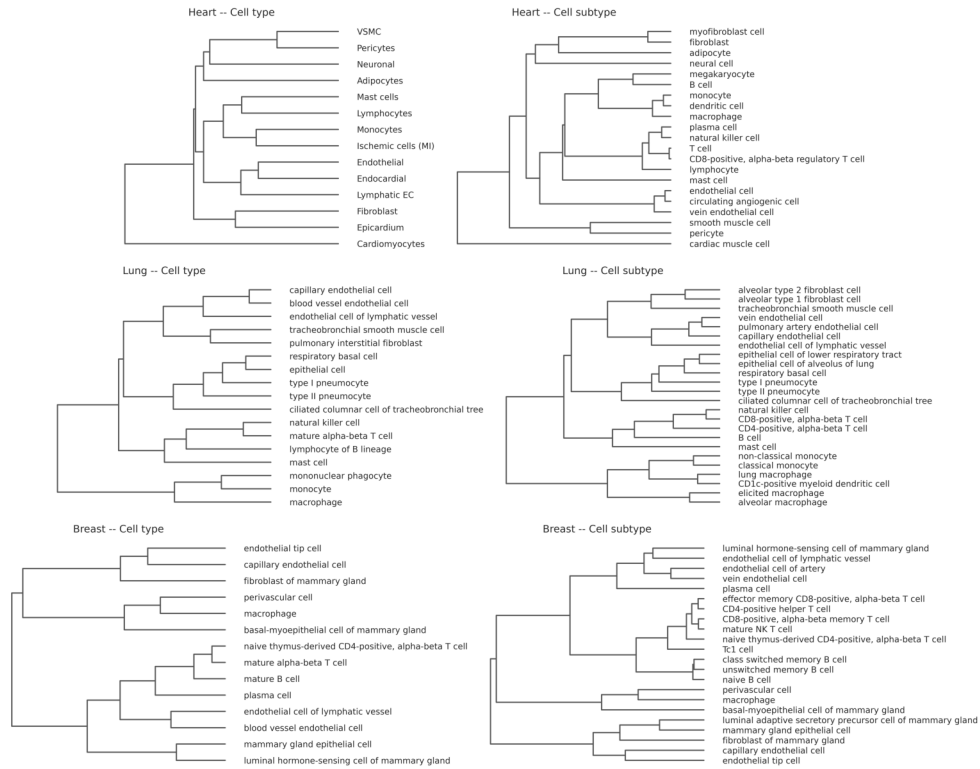 Heart -- Cell type
VSMC
Pericytes
Neuronal
Adipocytes
Mast cells
Lymphocytes
Monocytes
Ischemic cells (MI)
Endothelial
Endocardial
Lymphatic EC
Fibroblast
Epicardium
Cardiomyocytes
Heart -- Cell subtype
myofibroblast cell
fibroblast
adipocyte
neural cell
megakaryocyte
B cell
monocyte
dendritic cell
macrophage
plasma cell
natural killer cell
T cell
CD8-positive, alpha-beta regulatory T cell
lymphocyte
mast cell
endothelial cell
circulating angiogenic cell
vein endothelial cell
smooth muscle cell
pericyte
cardiac muscle cell
Lung -- Cell type
capillary endothelial cell
blood vessel endothelial cell
endothelial cell of lymphatic vessel
tracheobronchial smooth muscle cell
pulmonary interstitial fibroblast
respiratory basal cell
epithelial cell
type I pneumocyte
type II pneumocyte
ciliated columnar cell of tracheobronchial tree
natural killer cell
mature alpha-beta T cell
lymphocyte of B lineage
mast cell
mononuclear phagocyte
monocyte
macrophage
Lung -- Cell subtype
alveolar type 2 fibroblast cell
alveolar type 1 fibroblast cell
tracheobronchial smooth muscle cell
vein endothelial cell
pulmonary artery endothelial cell
capillary endothelial cell
endothelial cell of lymphatic vessel
epithelial cell of lower respiratory tract
epithelial cell of alveolus of lung
respiratory basal cell
type I pneumocyte
type II pneumocyte
ciliated columnar cell of tracheobronchial tree
natural killer cell
CD8-positive, alpha-beta T cell
CD4-positive, alpha-beta T cell
B cell
mast cell
non-classical monocyte
classical monocyte
lung macrophage
CD1c-positive myeloid dendritic cell
elicited macrophage
alveolar macrophage
Breast -- Cell type
endothelial tip cell
capillary endothelial cell
fibroblast of mammary gland
perivascular cell
macrophage
basal-myoepithelial cell of mammary gland
naive thymus-derived CD4-positive, alpha-beta T cell
mature alpha-beta T cell
mature B cell
plasma cell
endothelial cell of lymphatic vessel
blood vessel endothelial cell
mammary gland epithelial cell
luminal hormone-sensing cell of mammary gland
Breast -- Cell subtype
luminal hormone-sensing cell of mammary gland
endothelial cell of lymphatic vessel
endothelial cell of artery
vein endothelial cell
plasma cell
effector memory CD8-positive, alpha-beta T cell
CD4-positive helper T cell
CD8-positive, alpha-beta memory T cell
mature NK T cell
naive thymus-derived CD4-positive, alpha-beta T cell
Tc1 cell
class switched memory B cell
unswitched memory B cell
naive B cell
perivascular cell
macrophage
basal-myoepithelial cell of mammary gland
luminal adaptive secretory precursor cell of mammary gland
mammary gland epithelial cell
fibroblast of mammary gland
capillary endothelial cell
endothelial tip cell